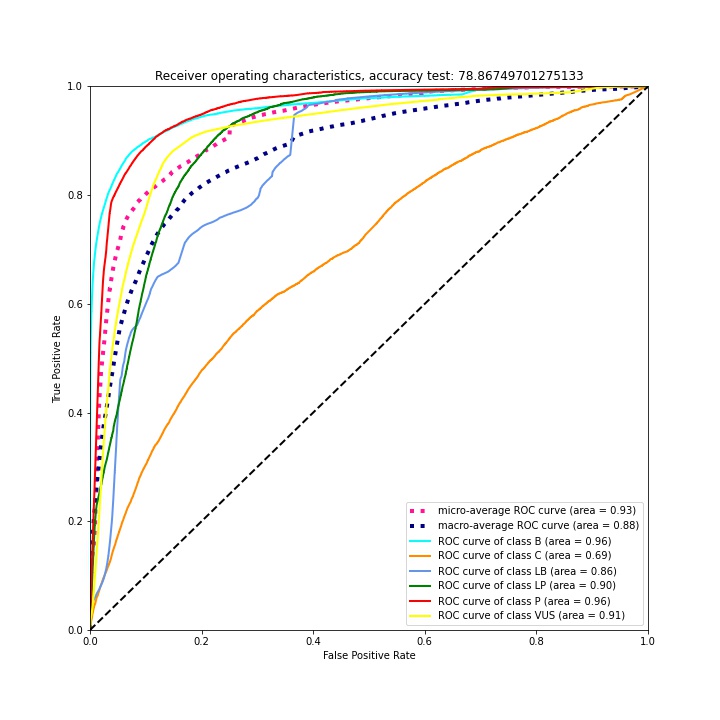 Receiver operating characteristics, accuracy test: 78.86749701275133
1.0
0.8
0.6
0.4
0.2
0.0
True Positive Rate
micro-average ROC curve (area = 0.93)
macro-average ROC curve (area = 0.88)
ROC curve of class B (area = 0.96)
ROC curve of class C (area = 0.69)
ROC curve of class LB (area = 0.86)
ROC curve of class LP (area = 0.90)
ROC curve of class P (area = 0.96)
ROC curve of class VUS (area = 0.91)
0.0 0.2 0.4 0.6 0.8 1.0
False Positive Rate